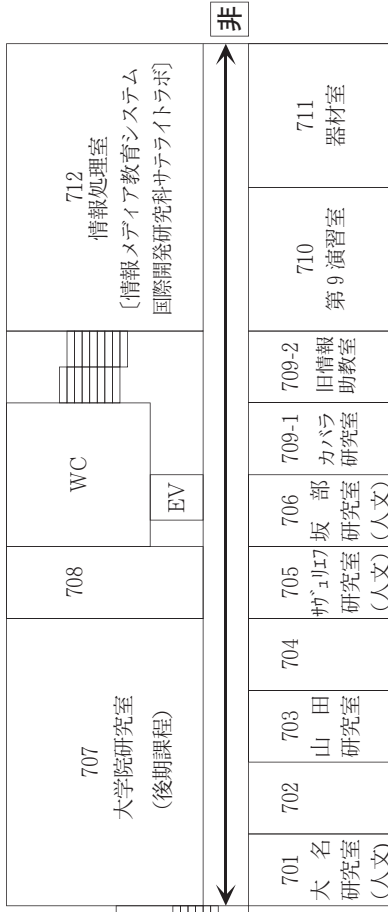 非
712
情報処理室
〔情報メディア教育システム
国際開発研究科サテライトラボ〕
WC
EV
708
707
大学院研究室
(後期課程)
711
器材室
710
第9演習室
709-2
旧情報
助教室
709-1
カバラ
研究室
706
坂 部
研究室
(人文)
705
サヴェリエフ
研究室
(人文)
704
703
山 田
研究室
702
701
大 名
研究室
(人文)